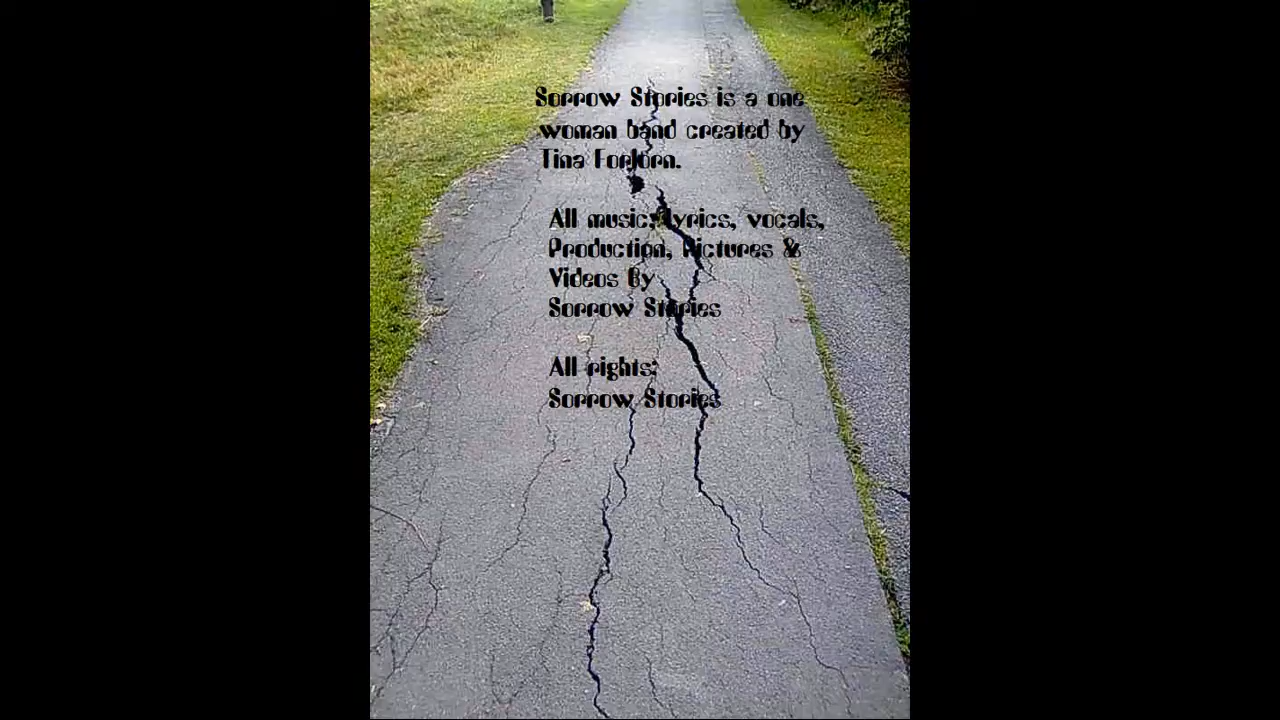 Sorrow Stories is a one
woman band created by
Tina Forlorn.
All music, lyrics, vocals,
Production, Pictures &
Videos By
Sorrow Stories
All rights:
Sorrow Stories